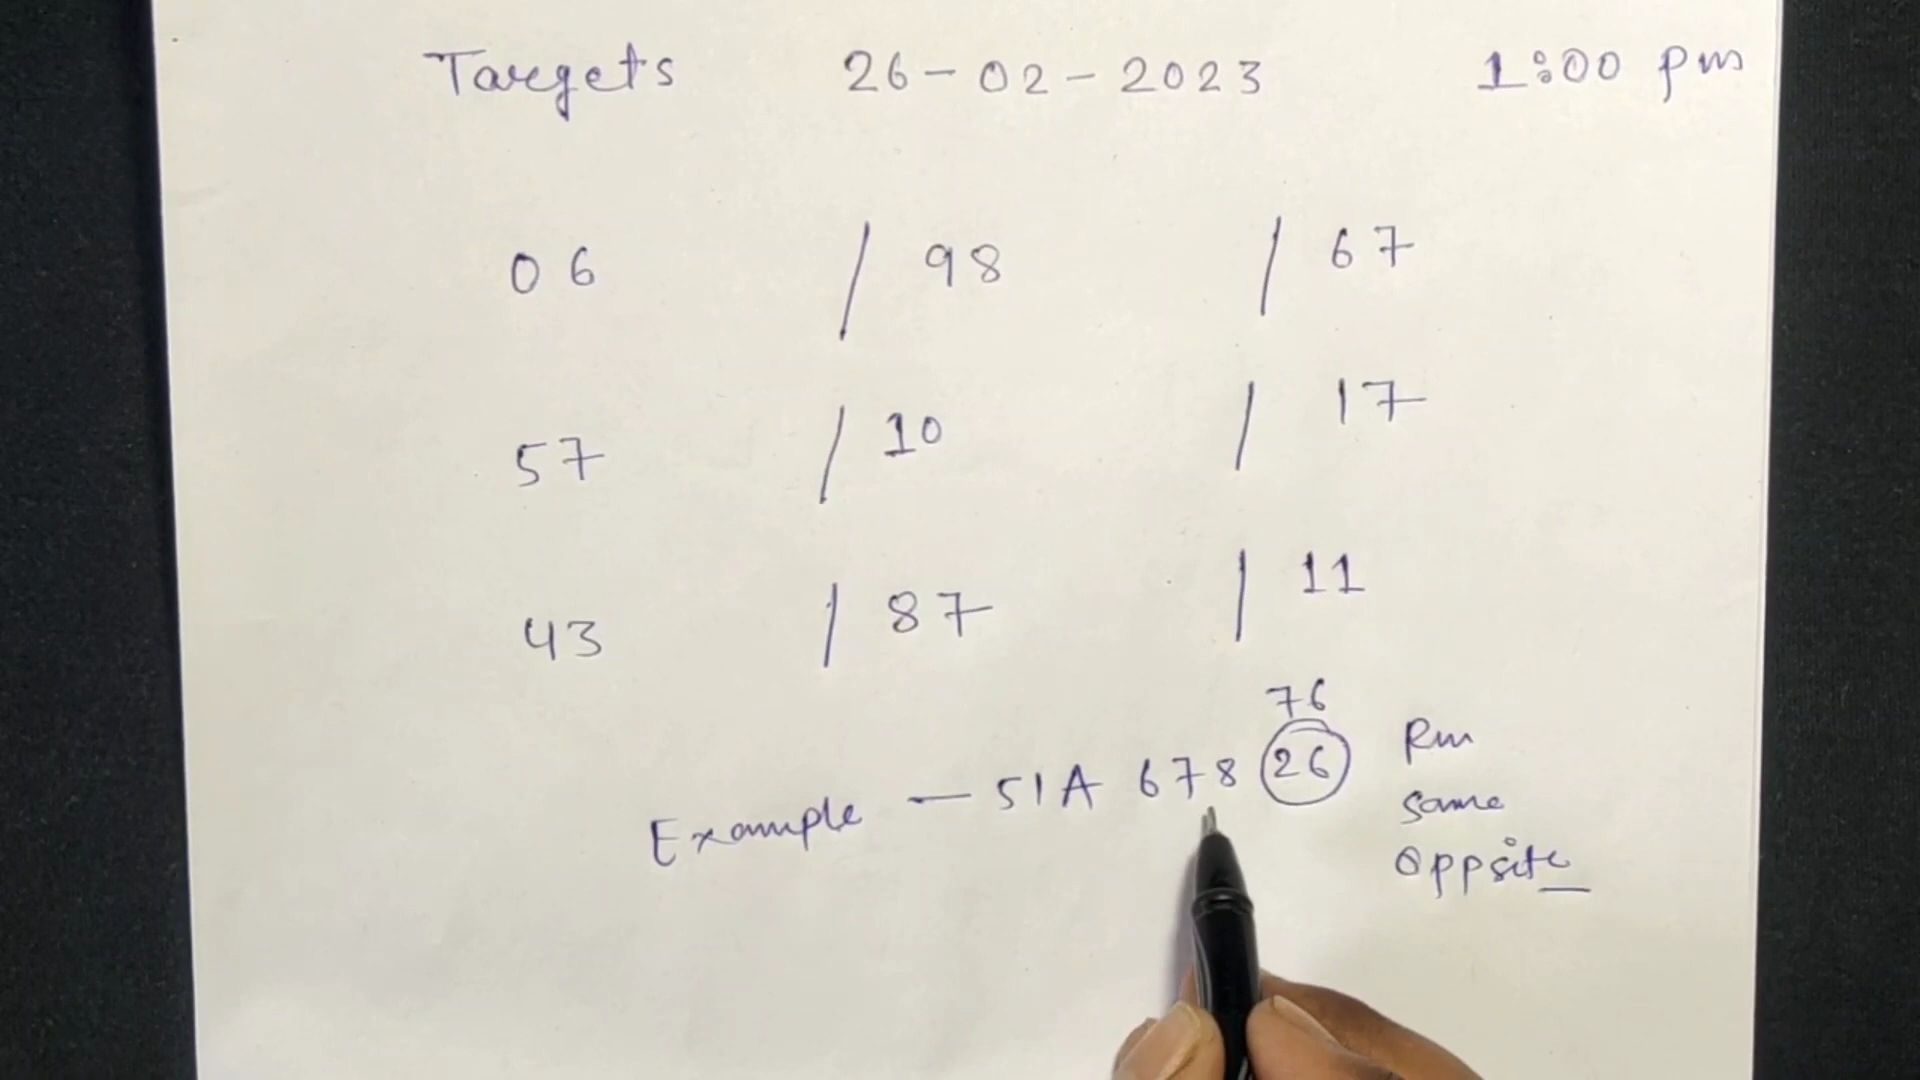 Targets 26-02-2023 1:00 pm
06 / 98 / 67
57 / 10 / 17
43 / 87 / 11
76
Example - 51A 678 26 Rm
same
oppsite